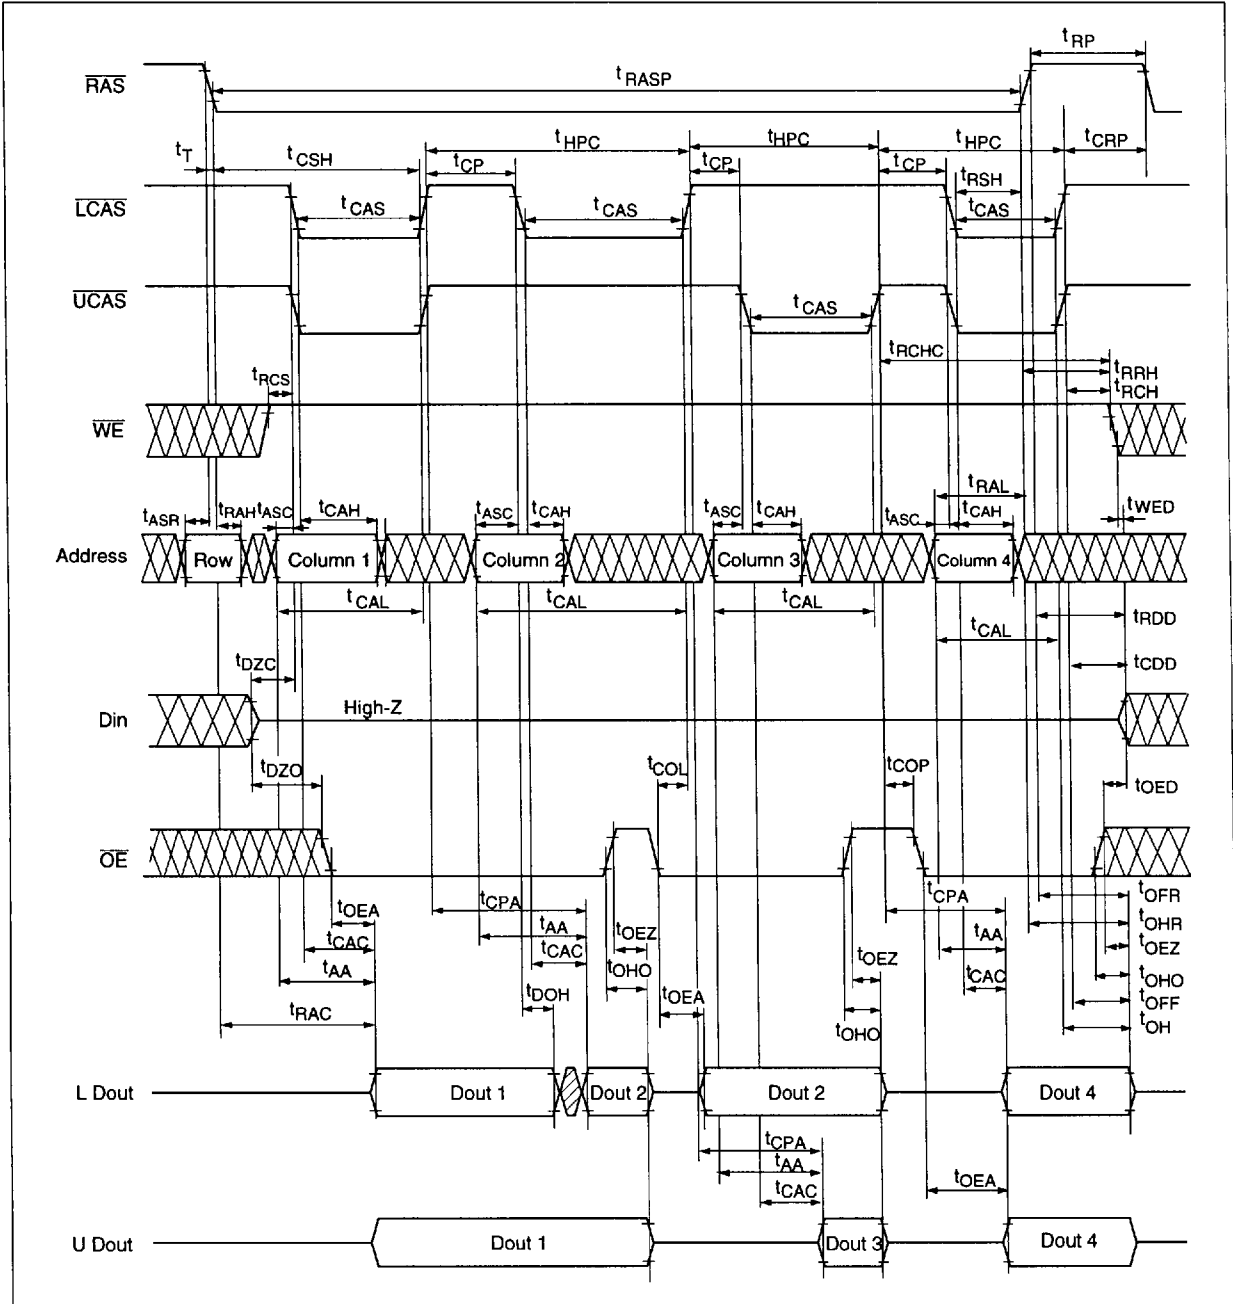 tRP
RAS
tRASP
tHPC tHPC tHPC tCRP
tT tCSH tCP tCP tCP tRSH
LCAS tCAS tCAS tCAS
UCAS tCAS
tRCHC
tRRH
tRCS tRCH
WE
tRAL
tASR tRAH tASC tCAH tASC tCAH tASC tCAH tASC tCAH tWED
Address Row Column 1 Column 2 Column 3 Column 4
tCAL tCAL tCAL tRDD
tCAL
tDZC tCDD
Din High-Z
tDZO tCOL tCOP tOED
OE
tCPA tCPA tOFR
tOEA tOHR
tCAC tAA tOEZ tAA tOEZ
tAA tCAC tOHO tOEZ tCAC tOHO
tDOH tOEA tOFF
tRAC tOHO tOH
L Dout Dout 1 Dout 2 Dout 2 Dout 4
tCPA
tAA
tCAC tOEA
U Dout Dout 1 Dout 3 Dout 4